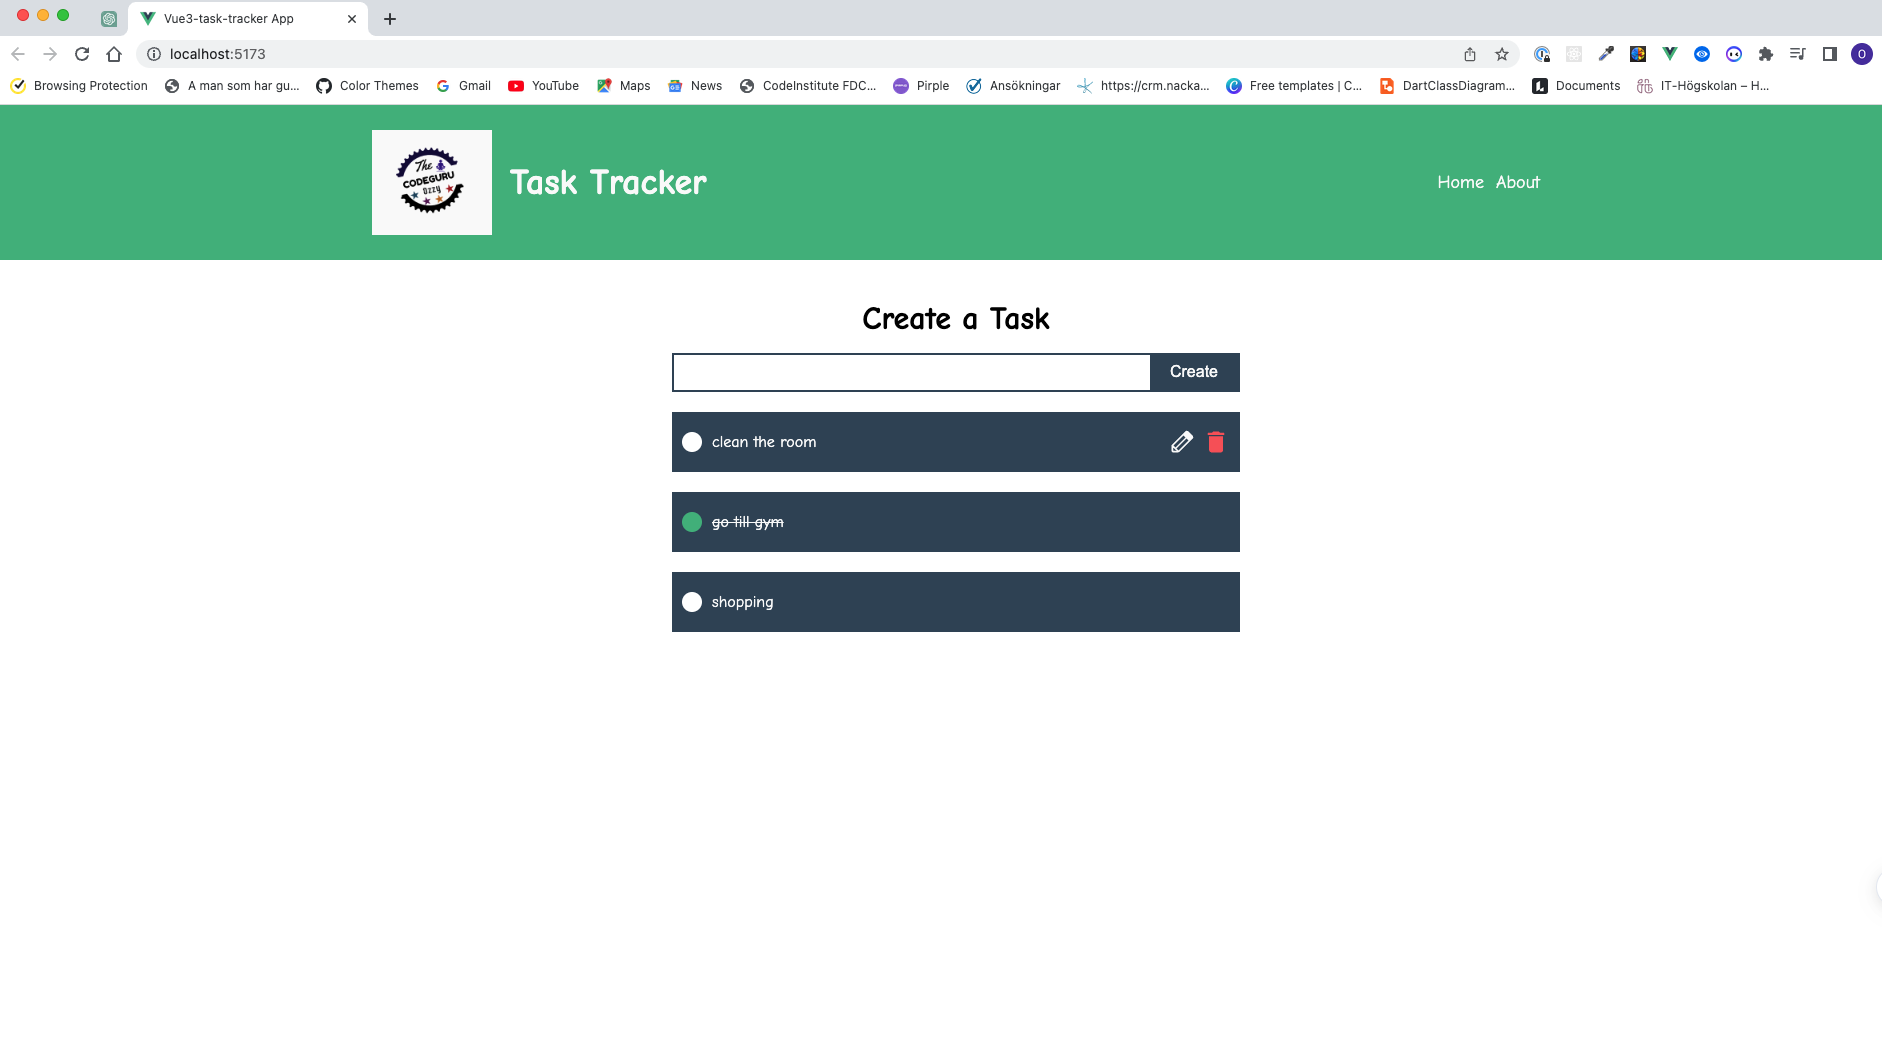 Vue3-task-tracker App
localhost:5173
O
Browsing Protection A man som har gu... Color Themes Gmail YouTube Maps News CodeInstitute FDC... Pirple Ansökningar https://crm.nacka... Free templates | C... DartClassDiagram... Documents IT-Högskolan – H...
The
CODEGURU
Ozzy
Task Tracker
Home About
Create a Task
Create
clean the room
go till gym
shopping